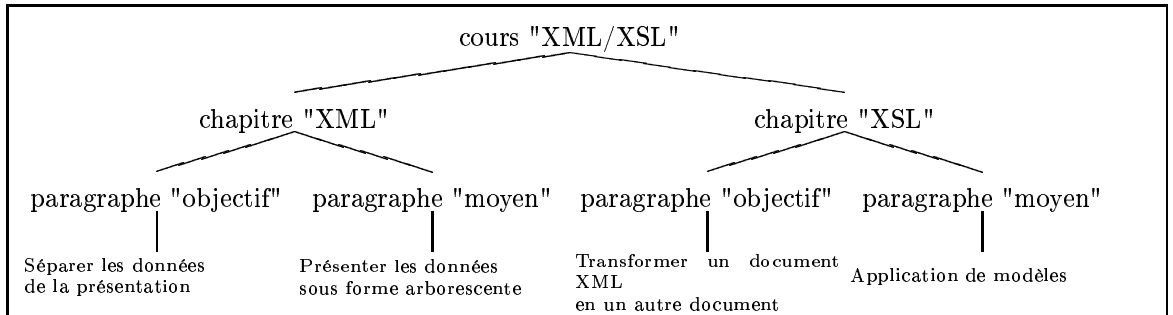 cours "XML/XSL"
chapitre "XML"
chapitre "XSL"
paragraphe "objectif"
paragraphe "moyen"
paragraphe "objectif"
paragraphe "moyen"
Séparer les données
de la présentation
Présenter les données
sous forme arborescente
Transformer un document
XML
en un autre document
Application de modèles